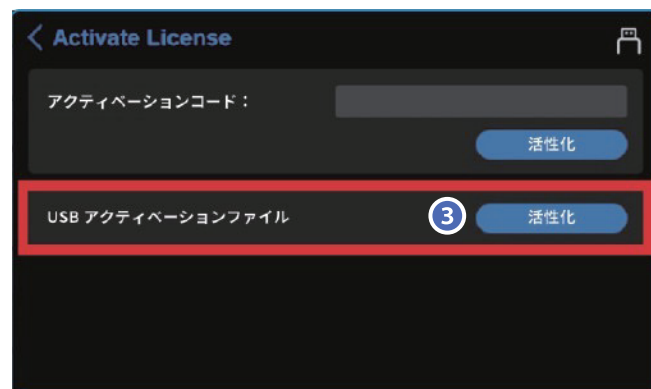 Activate License
アクティベーションコード：
活性化
USB アクティベーションファイル
3
活性化